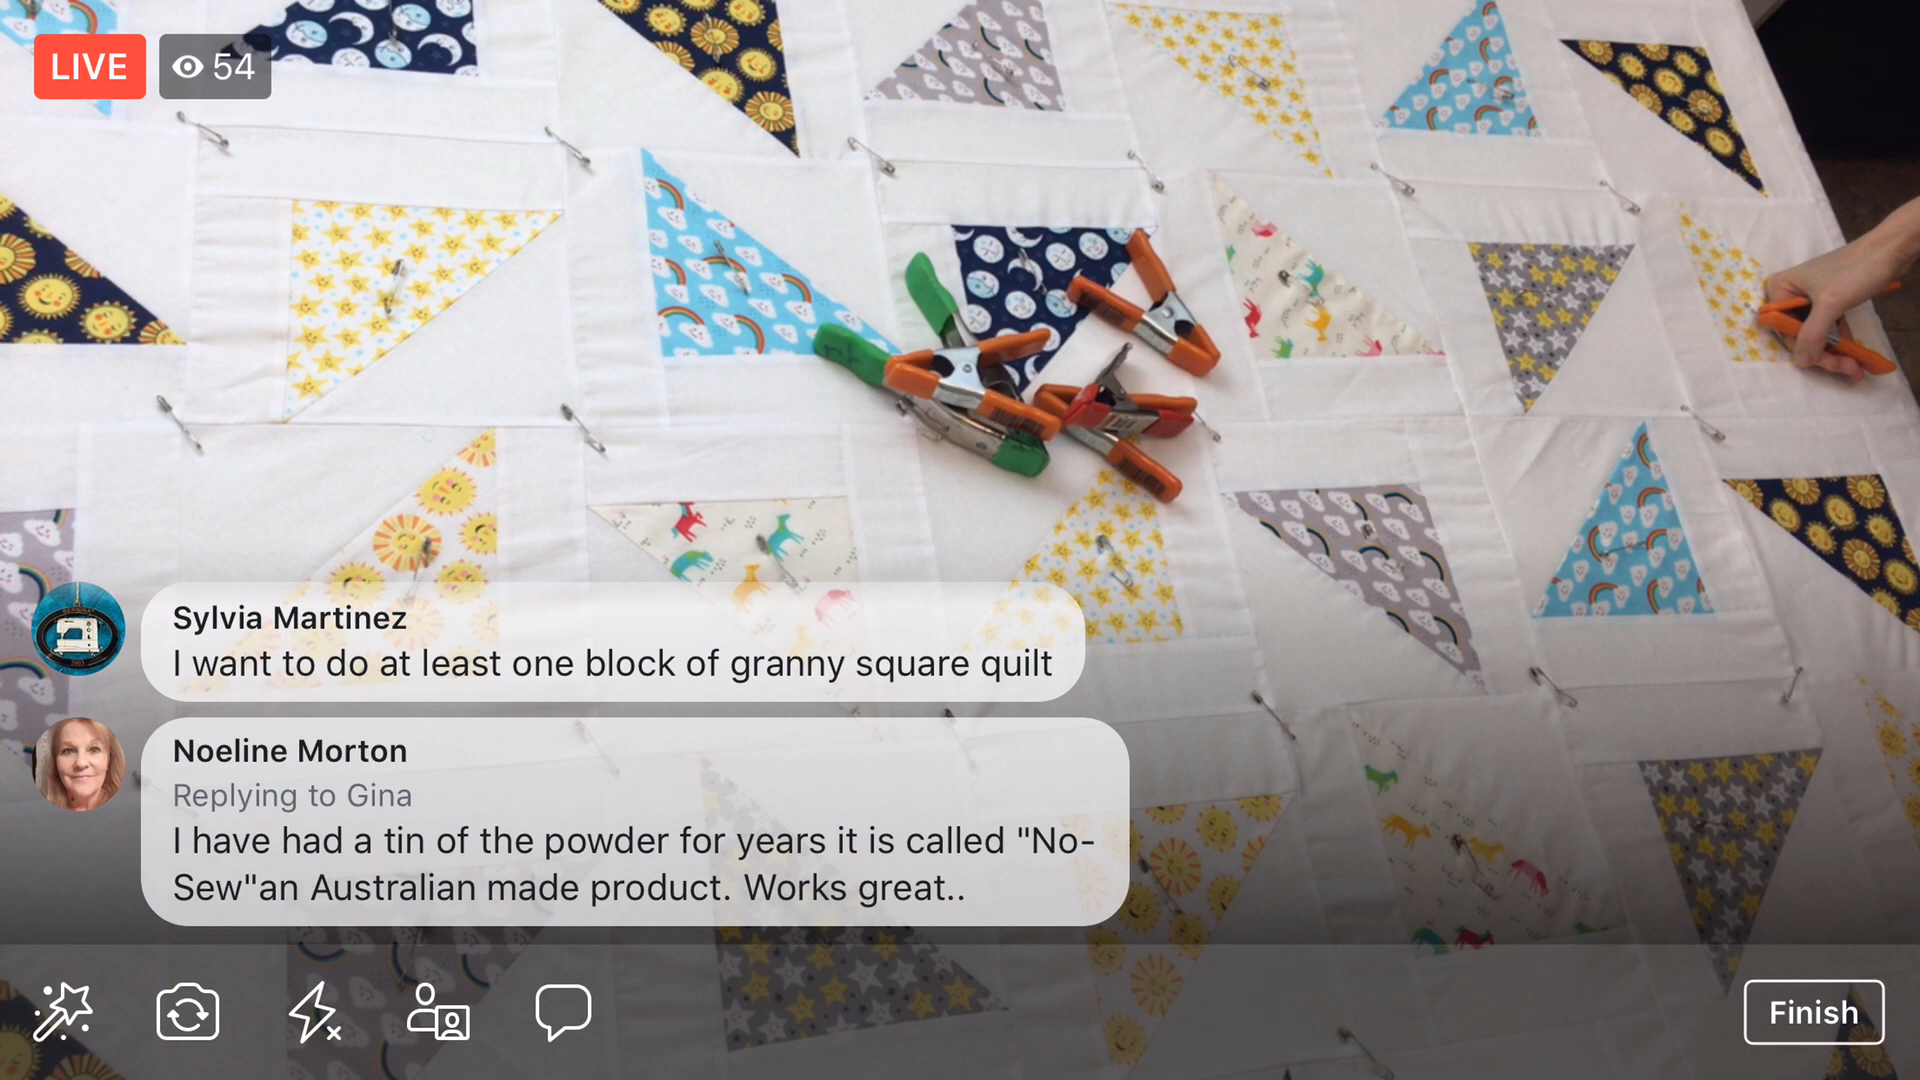 LIVE 54
Sylvia Martinez
I want to do at least one block of granny square quilt
Noeline Morton
Replying to Gina
I have had a tin of the powder for years it is called "No-
Sew"an Australian made product. Works great..
Finish